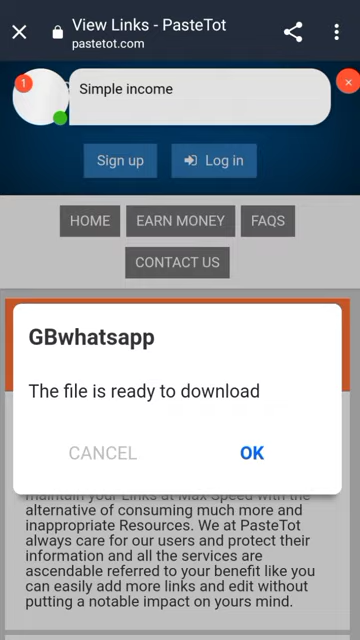 View Links - PasteTot
pastetot.com
1
Simple income
×
Sign up
Log in
HOME
EARN MONEY
FAQS
CONTACT US
GBwhatsapp
The file is ready to download
CANCEL
OK
maintain your Links at Max Speed with the
alternative of consuming much more and
inappropriate Resources. We at PasteTot
always care for our users and protect their
information and all the services are
ascendable referred to your benefit like you
can easily add more links and edit without
putting a notable impact on yours mind.